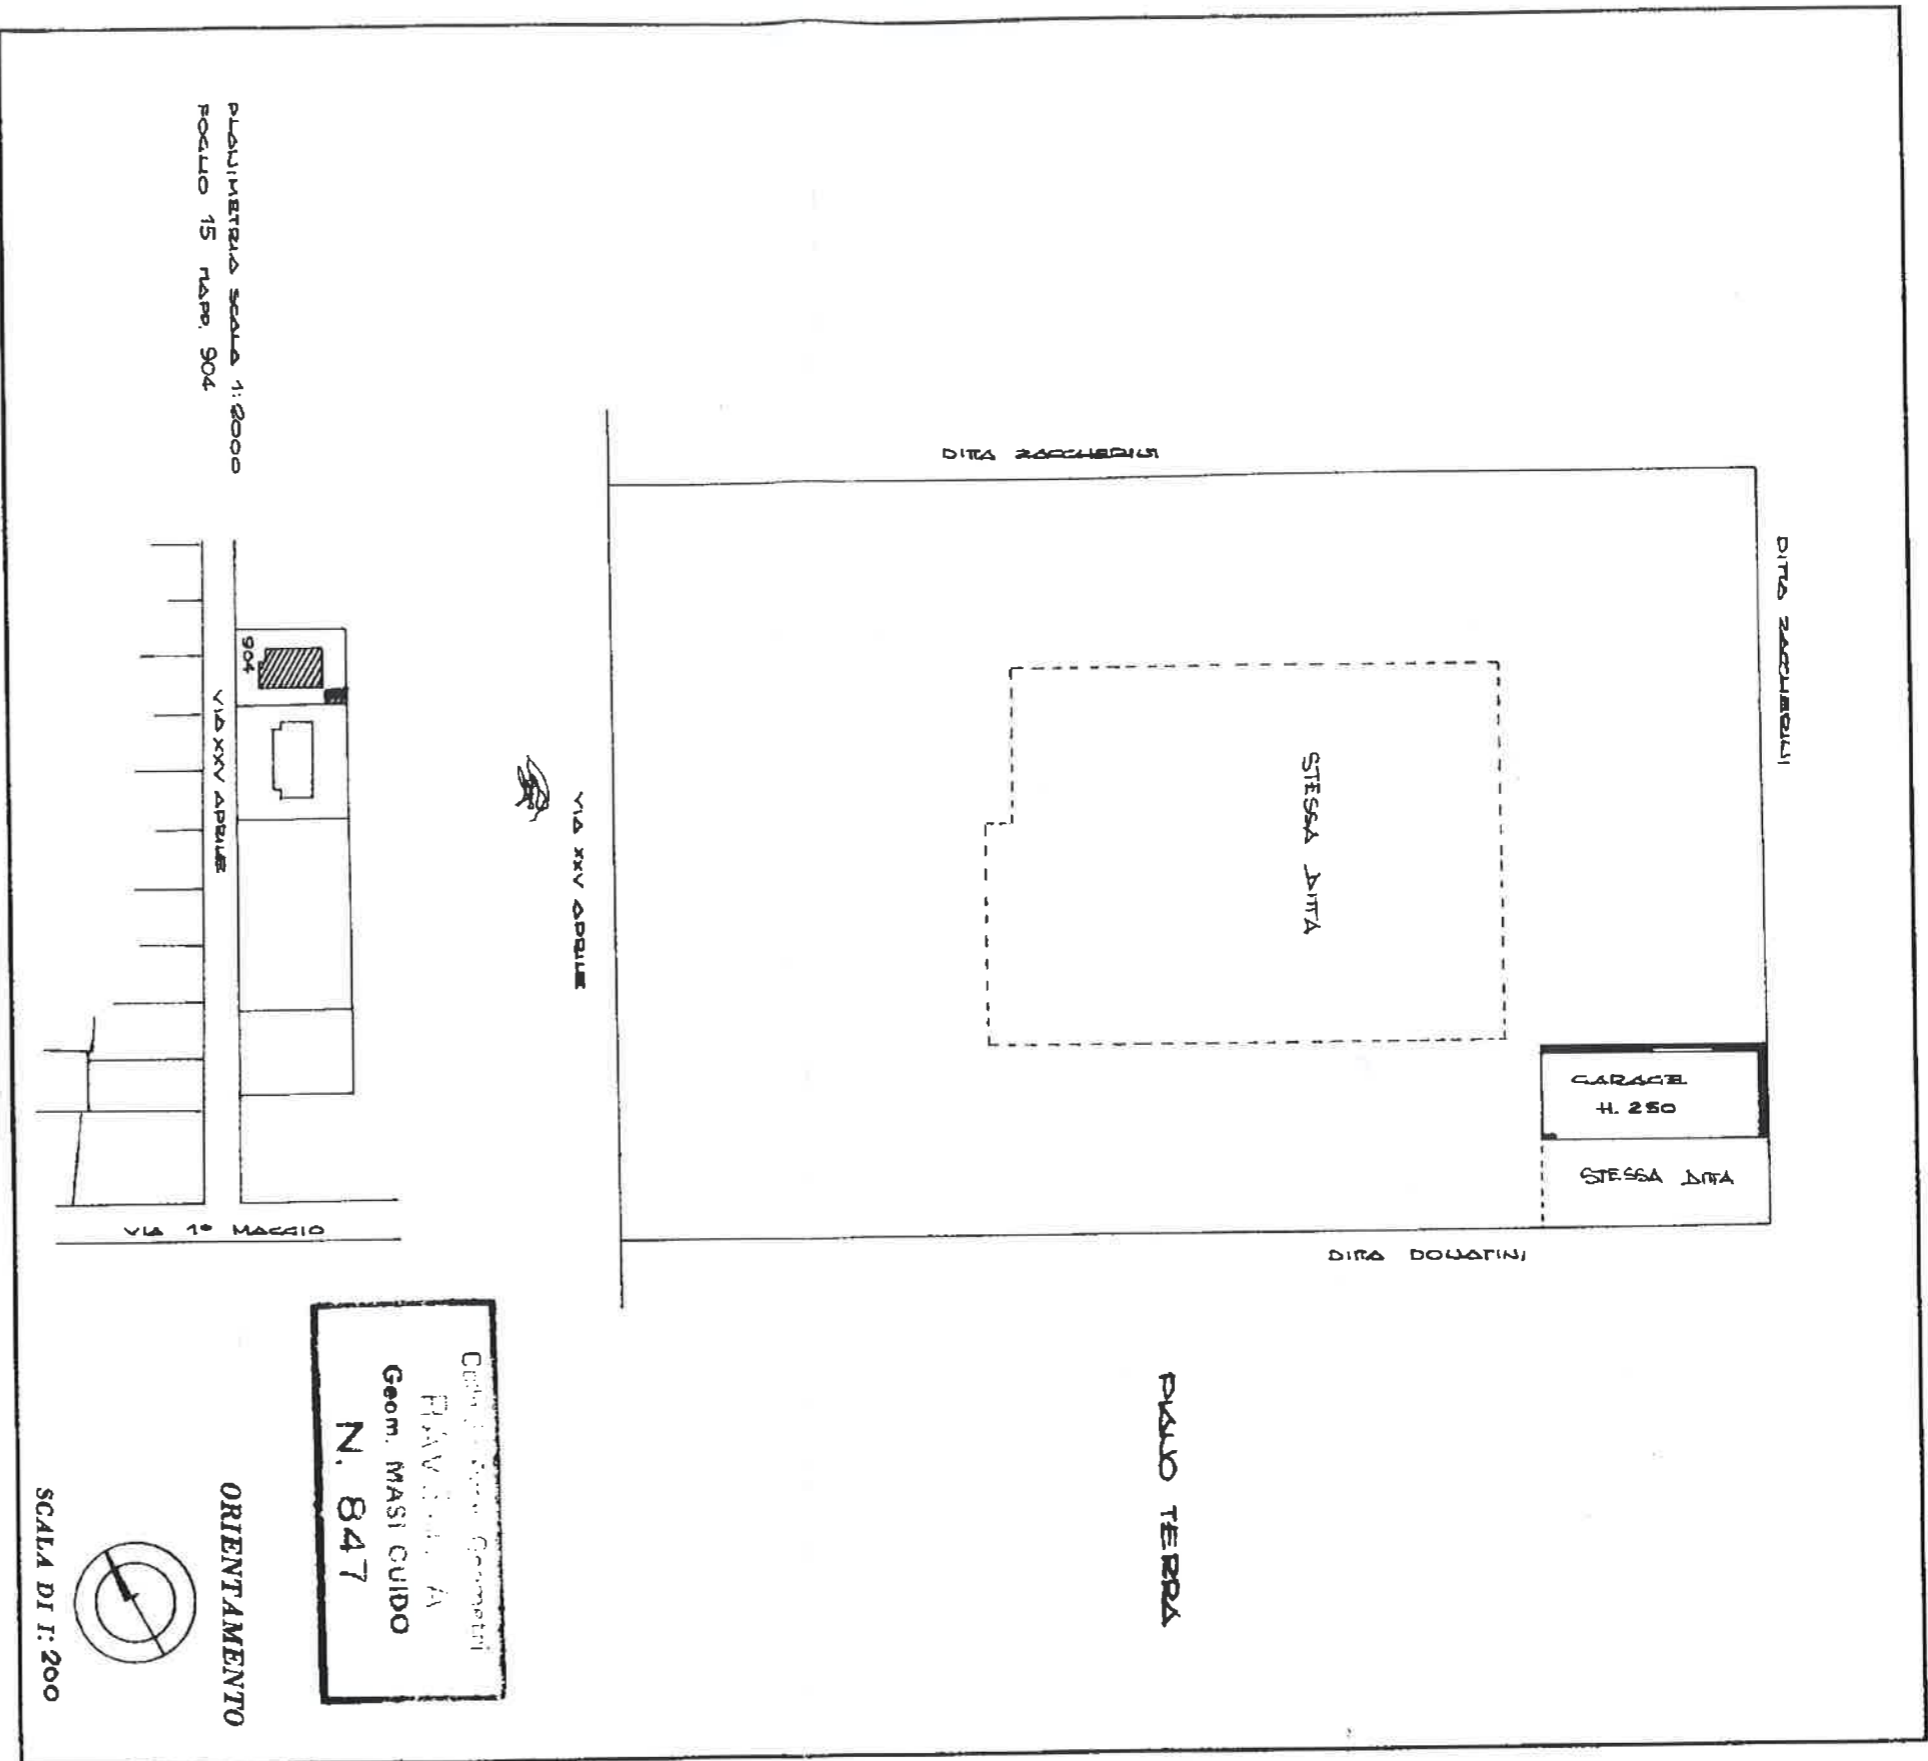 DITTA ZACCHERINI
DITTA ZACCHERINI
STESSA DITTA
GARAGE
H. 250
STESSA DITTA
DITTA DONATINI
PIANO TERRA
VIA XXV APRILE
PLANIMETRIA SCALA 1:2000
FOGLIO 15 MAPP. 904
904
VIA XXV APRILE
VIA 1° MAGGIO
Geometri
Geom. MASI GUIDO
N. 847
ORIENTAMENTO
SCALA DI 1:200